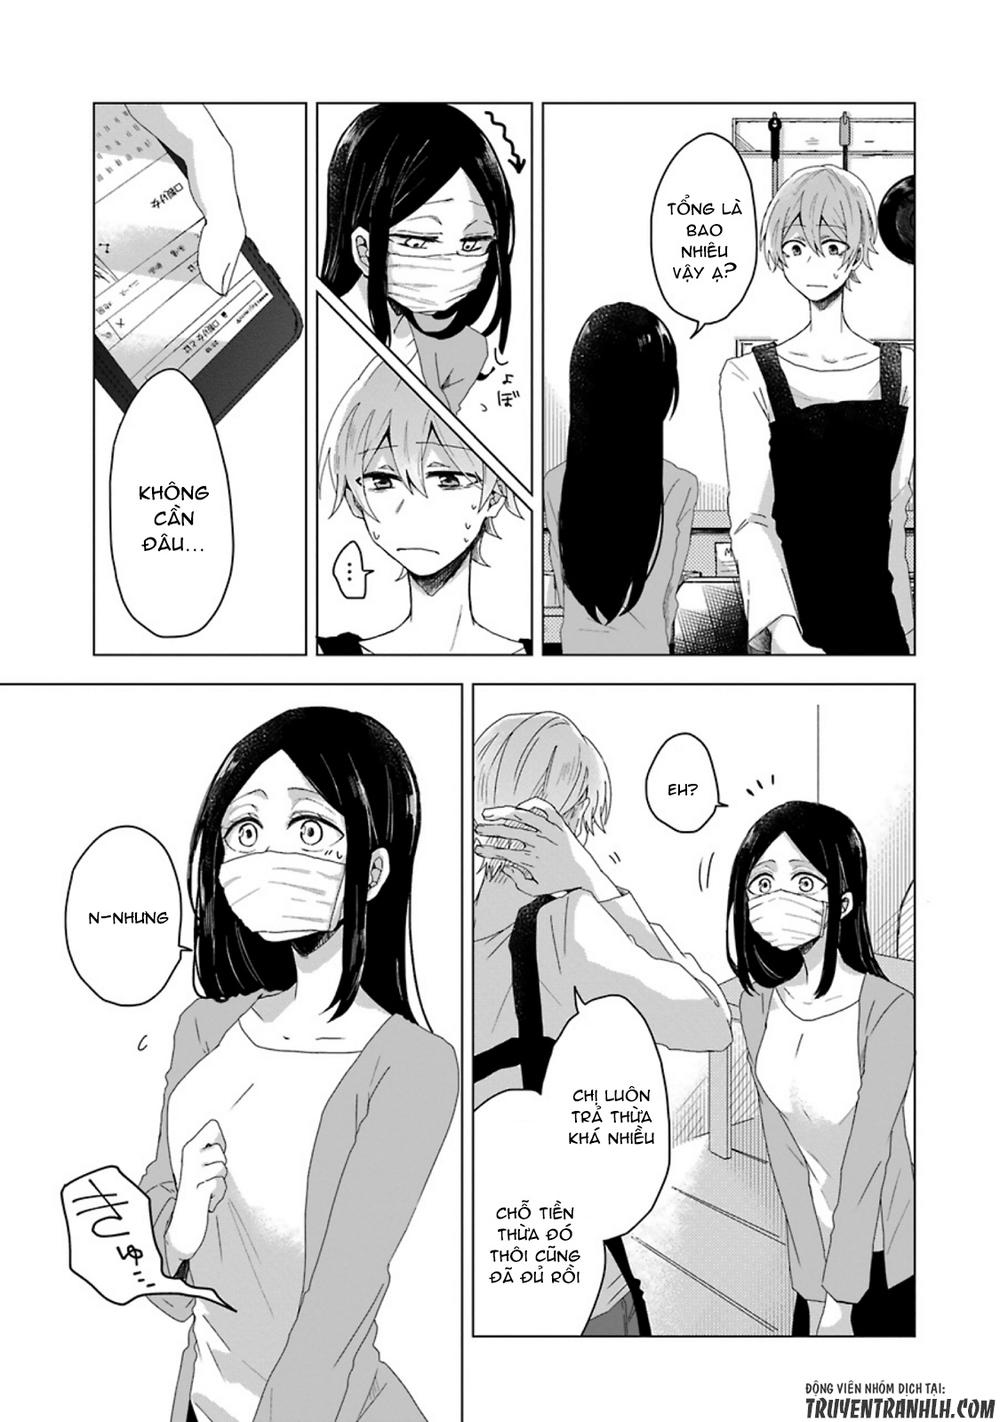 TỔNG LÀ
BAO
NHIÊU
VẬY Ạ?
しょぼ
...
KHÔNG
CẦN
ĐÂU...
EH?
CHỊ LUÔN
TRẢ THỪA
KHÁ NHIỀU
CHỖ TIỀN
THỪA ĐÓ
THÔI CŨNG
ĐÃ ĐỦ RỒI
N-NHƯNG
きゅ...
ĐỘNG VIÊN NHÓM DỊCH TẠI:
TRUYENTRANHLH.COM